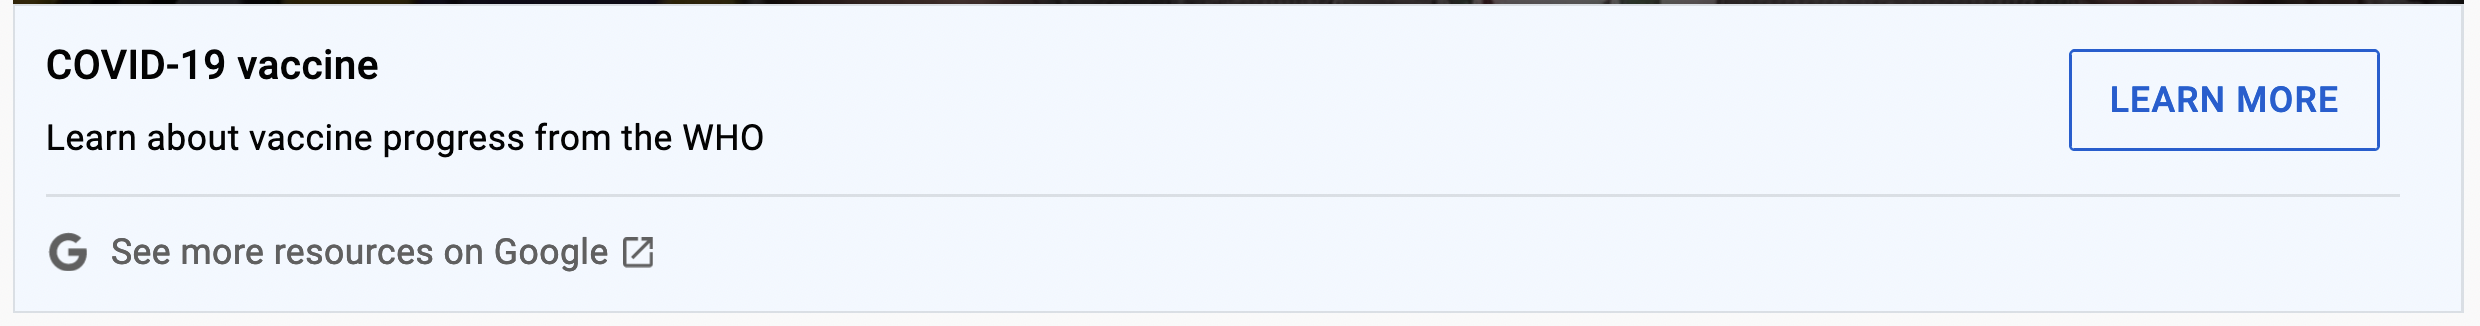 COVID-19 vaccine
Learn about vaccine progress from the WHO
LEARN MORE
See more resources on Google